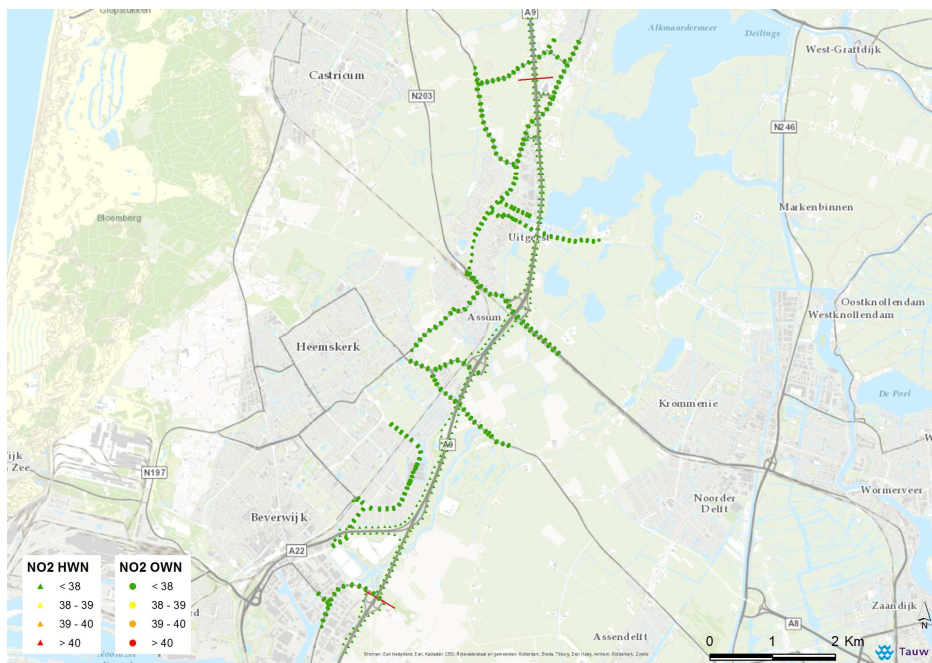 Castricum
A9
Alkmaardermeer
West-Graftdijk
N203
N246
Markenbinnen
Bloemberg
Uitgeest
Oostknollendam
Westknollendam
Assum
Heemskerk
De Poel
Krommenie
ijk
Zee
N197
A9
Wormerveer
Noorder
Delft
Beverwijk
A22
NO2 HWN
< 38
38 - 39
39 - 40
> 40
NO2 OWN
< 38
38 - 39
39 - 40
> 40
Zaandijk
A8
Assendelft
N
0 1 2 Km
Tauw